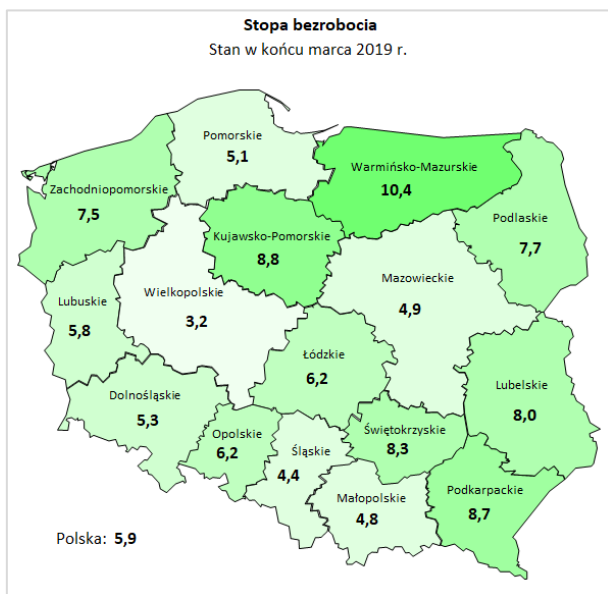 Stopa bezrobocia
Stan w końcu marca 2019 r.
Pomorskie
5,1
Warmińsko-Mazurskie
10,4
Zachodniopomorskie
7,5
Podlaskie
7,7
Kujawsko-Pomorskie
8,8
Mazowieckie
4,9
Wielkopolskie
3,2
Lubuskie
5,8
Łódzkie
6,2
Lubelskie
8,0
Dolnośląskie
5,3
Opolskie
6,2
Śląskie
4,4
Świętokrzyskie
8,3
Małopolskie
4,8
Podkarpackie
8,7
Polska: 5,9